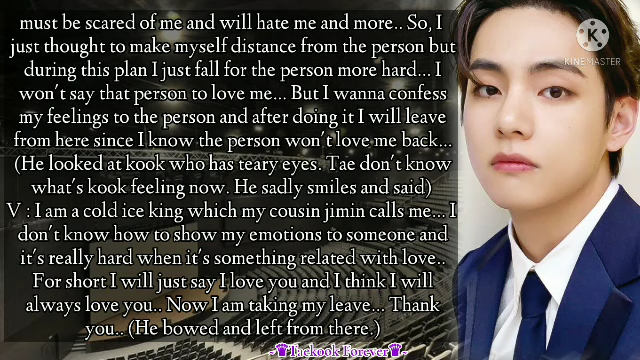 must be scared of me and will hate me and more.. So, I
just thought to make myself distance from the person but
during this plan I just fall for the person more hard... I
won't say that person to love me... But I wanna confess
my feelings to the person and after doing it I will leave
from here since I know the person won't love me back...
(He looked at kook who has teary eyes. Tae don't know
what's kook feeling now. He sadly smiles and said)
V : I am a cold ice king which my cousin jimin calls me... I
don't know how to show my emotions to someone and
it's really hard when it's something related with love..
For short I will just say I love you and I think I will
always love you.. Now I am taking my leave... Thank
you.. (He bowed and left from there.)
~♛Taekook Forever♛~
KINEMASTER